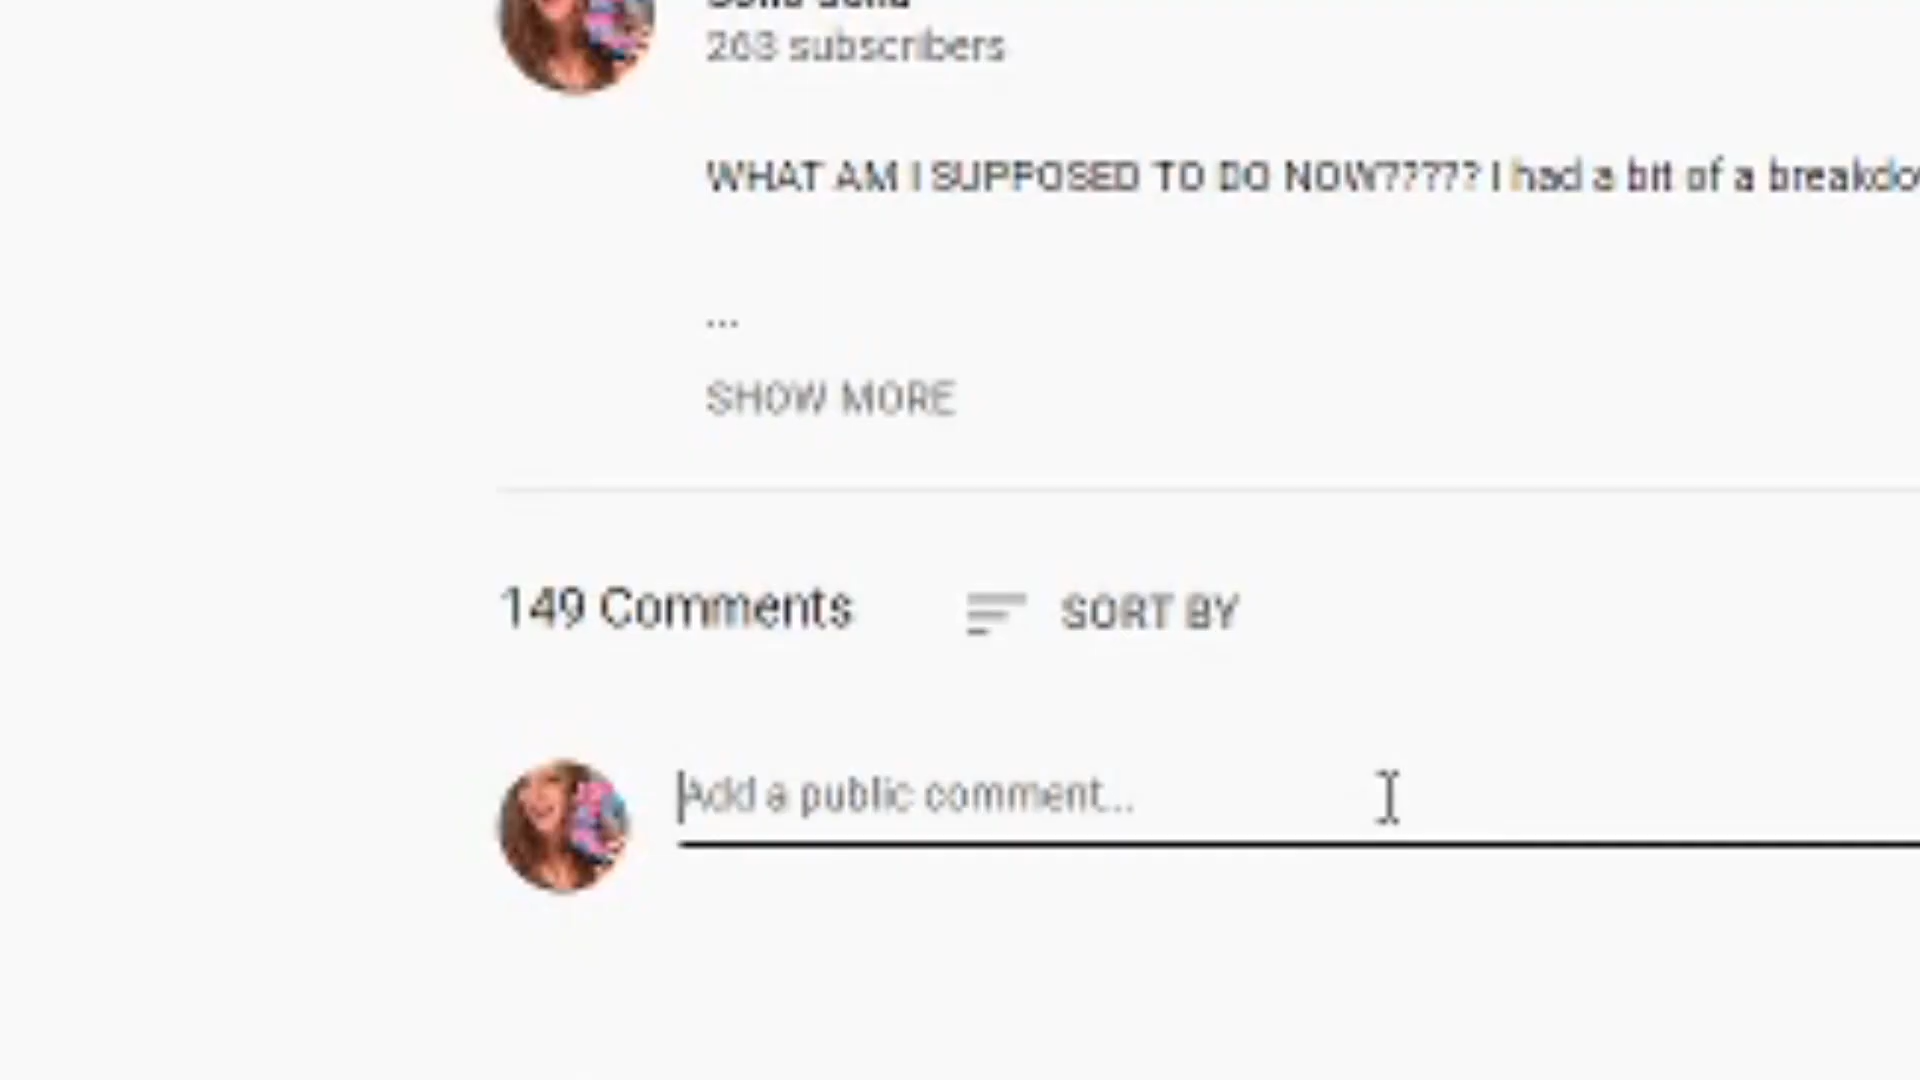 263 subscribers
WHAT AM I SUPPOSED TO DO NOW????? I had a bit of a
...
SHOW MORE
149 Comments
SORT BY
Add a public comment...